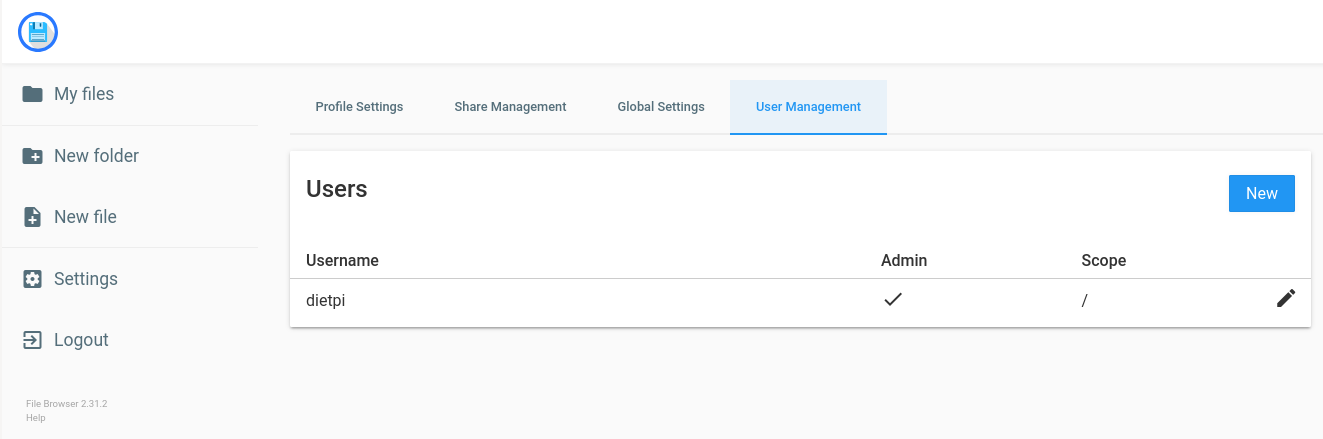 My files
New folder
New file
Settings
Logout
File Browser 2.31.2
Help
Profile Settings Share Management Global Settings User Management
Users
New
Username Admin Scope
dietpi /